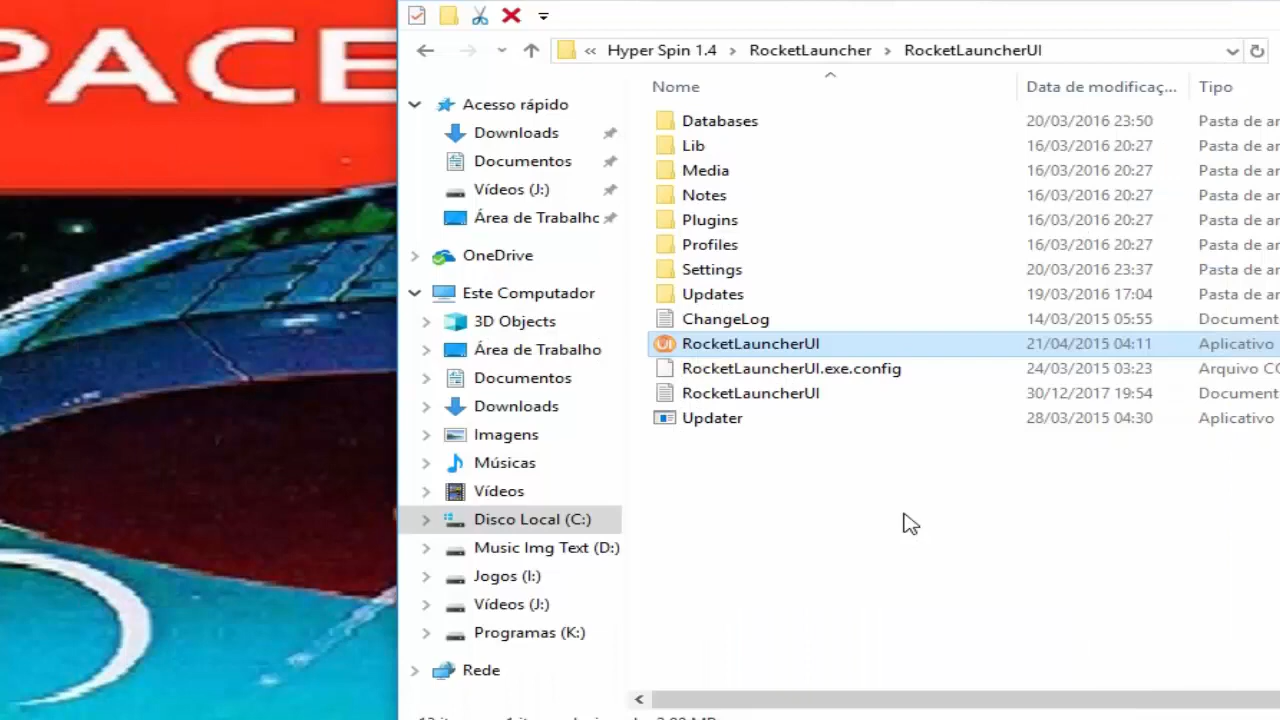 PACE
« Hyper Spin 1.4 > RocketLauncher > RocketLauncherUI
Nome Data de modificaç... Tipo
Acesso rápido
Downloads
Documentos
Vídeos (J:)
Área de Trabalhc
OneDrive
Este Computador
3D Objects
Área de Trabalho
Documentos
Downloads
Imagens
Músicas
Vídeos
Disco Local (C:)
Music Img Text (D:)
Jogos (I:)
Vídeos (J:)
Programas (K:)
Rede
Databases 20/03/2016 23:50 Pasta de ar
Lib 16/03/2016 20:27 Pasta de ar
Media 16/03/2016 20:27 Pasta de ar
Notes 16/03/2016 20:27 Pasta de ar
Plugins 16/03/2016 20:27 Pasta de ar
Profiles 16/03/2016 20:27 Pasta de ar
Settings 20/03/2016 23:37 Pasta de ar
Updates 19/03/2016 17:04 Pasta de ar
ChangeLog 14/03/2015 05:55 Document
UI RocketLauncherUI 21/04/2015 04:11 Aplicativo
RocketLauncherUI.exe.config 24/03/2015 03:23 Arquivo CO
RocketLauncherUI 30/12/2017 19:54 Document
Updater 28/03/2015 04:30 Aplicativo